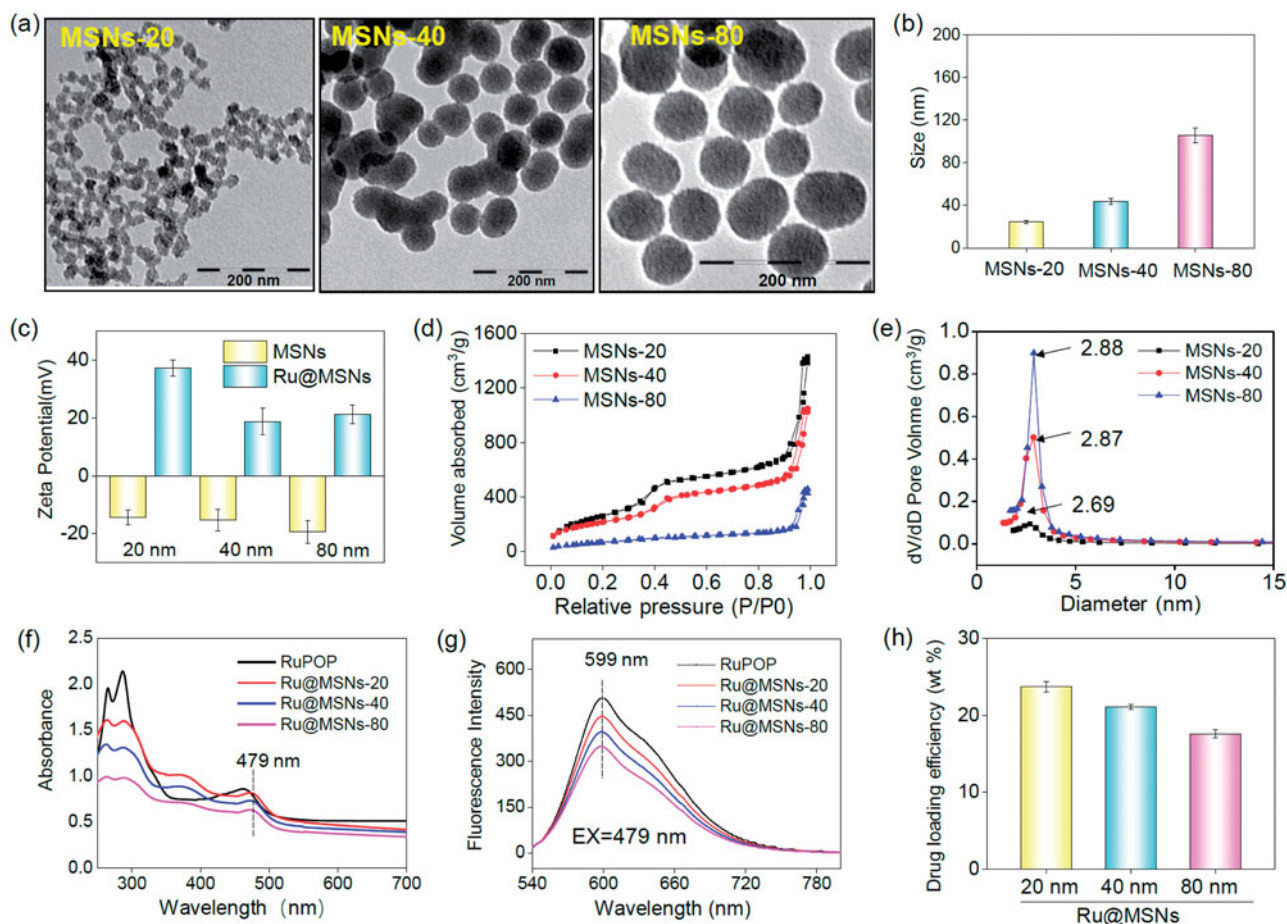 (a)
MSNs-20
MSNs-40
MSNs-80
200 nm
200 nm
200 nm
(b)
200
160
120
80
40
0
Size (nm)
MSNs-20
MSNs-40
MSNs-80
(c)
40
20
0
-20
Zeta Potential(mV)
MSNs
Ru@MSNs
20 nm
40 nm
80 nm
(d)
1600
1200
800
400
0
Volume absorbed (cm³/g)
MSNs-20
MSNs-40
MSNs-80
0.0 0.2 0.4 0.6 0.8 1.0
Relative pressure (P/P0)
(e)
1.0
0.8
0.6
0.4
0.2
0.0
dV/dD Pore Volnme (cm³/g)
2.88
MSNs-20
MSNs-40
MSNs-80
2.87
2.69
0 5 10 15
Diameter (nm)
(f)
2.5
2.0
1.5
1.0
0.5
0.0
Absorbance
RuPOP
Ru@MSNs-20
Ru@MSNs-40
Ru@MSNs-80
479 nm
300 400 500 600 700
Wavelength (nm)
(g)
600
450
300
150
0
Fluorescence Intensity
599 nm
RuPOP
Ru@MSNs-20
Ru@MSNs-40
Ru@MSNs-80
EX=479 nm
540 600 660 720 780
Wavelength (nm)
(h)
30
20
10
0
Drug loading efficiency (wt %)
20 nm
40 nm
80 nm
Ru@MSNs